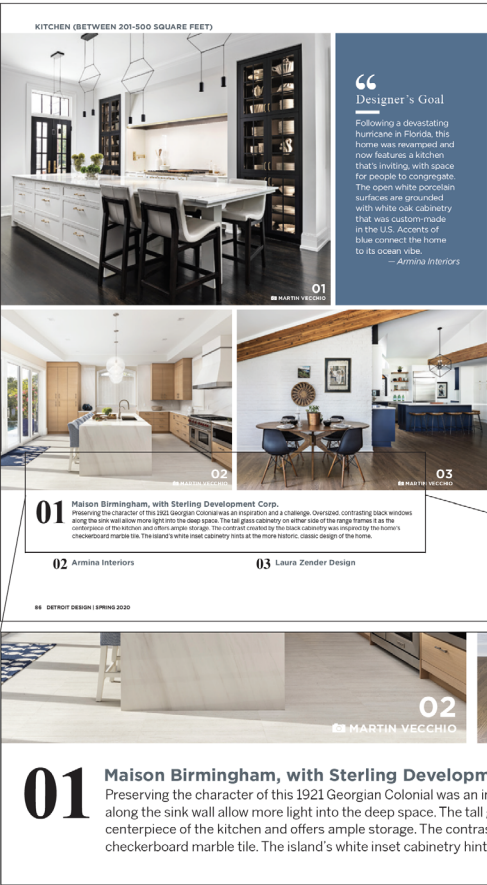 KITCHEN (BETWEEN 201-500 SQUARE FEET)
“
Designer’s Goal
Following a devastating
hurricane in Florida, this
home was revamped and
now features a kitchen
that’s inviting, with space
for people to congregate.
The open white porcelain
surfaces are grounded
with white oak cabinetry
that was custom-made
in the U.S. Accents of
blue connect the home
to its ocean vibe.
— Armina Interiors
01
MARTIN VECCHIO
02
MARTIN VECCHIO
03
MARTIN VECCHIO
01
Maison Birmingham, with Sterling Development Corp.
Preserving the character of this 1921 Georgian Colonial was an inspiration and a challenge. Oversized, contrasting black windows
along the sink wall allow more light into the deep space. The tall glass cabinetry on either side of the range frames it as the
centerpiece of the kitchen and offers ample storage. The contrast created by the black cabinetry was inspired by the home’s
checkerboard marble tile. The island’s white inset cabinetry hints at the more historic, classic design of the home.
02 Armina Interiors
03 Laura Zender Design
86 DETROIT DESIGN | SPRING 2020
02
MARTIN VECCHIO
01
Maison Birmingham, with Sterling Developm
Preserving the character of this 1921 Georgian Colonial was an i
along the sink wall allow more light into the deep space. The tall
centerpiece of the kitchen and offers ample storage. The contras
checkerboard marble tile. The island’s white inset cabinetry hint